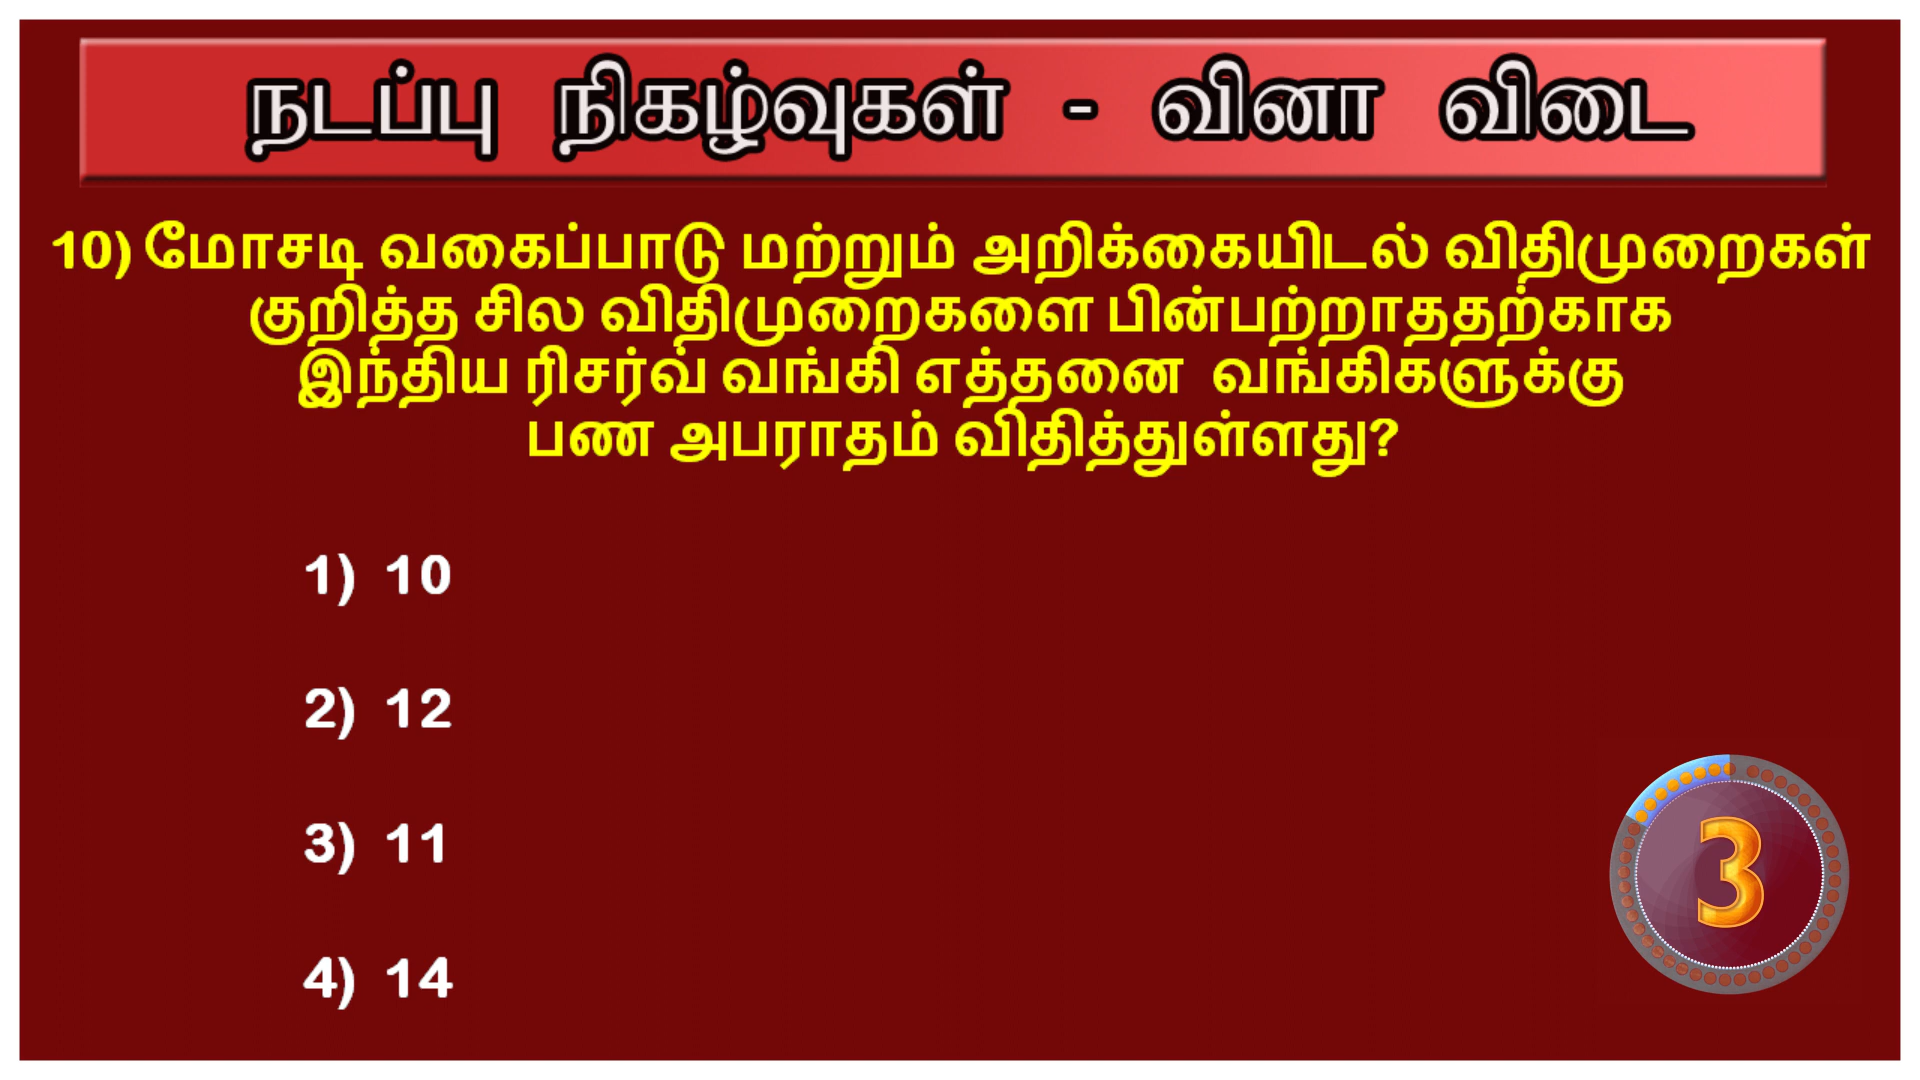 நடப்பு நிகழ்வுகள் - வினா விடை
10) மோசடி வகைப்பாடு மற்றும் அறிக்கையிடல் விதிமுறைகள்
குறித்த சில விதிமுறைகளை பின்பற்றாததற்காக
இந்திய ரிசர்வ் வங்கி எத்தனை வங்கிகளுக்கு
பண அபராதம் விதித்துள்ளது?
1) 10
2) 12
3) 11
4) 14
3